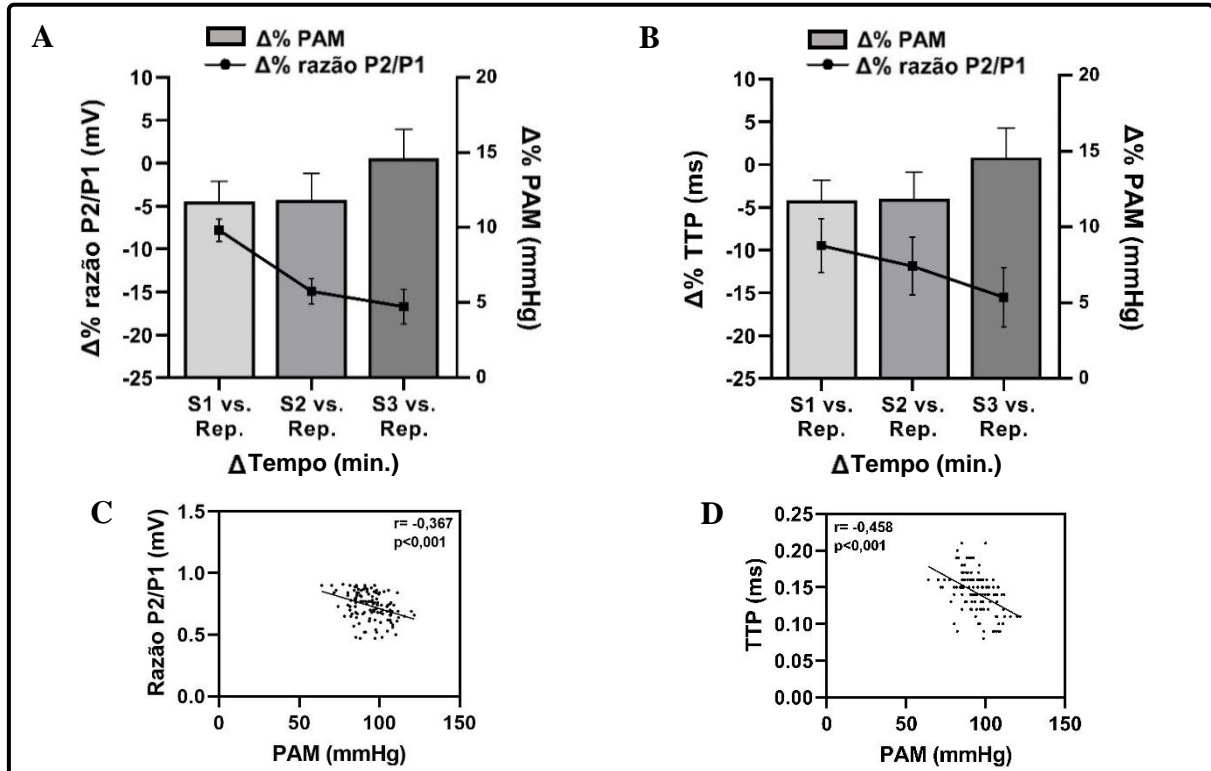 A
Δ% PAM
Δ% razão P2/P1
Δ% razão P2/P1 (mV)
10
5
0
-5
-10
-15
-20
-25
20
15
10
5
0
Δ% PAM (mmHg)
S1 vs. Rep.
S2 vs. Rep.
S3 vs. Rep.
Δ Tempo (min.)
B
Δ% PAM
Δ% razão P2/P1
Δ% TTP (ms)
10
5
0
-5
-10
-15
-20
-25
20
15
10
5
0
Δ% PAM (mmHg)
S1 vs. Rep.
S2 vs. Rep.
S3 vs. Rep.
Δ Tempo (min.)
C
Razão P2/P1 (mV)
1.5
1.0
0.5
0.0
r= -0,367
p<0,001
0
50
100
150
PAM (mmHg)
D
TTP (ms)
0.25
0.20
0.15
0.10
0.05
0.00
r= -0,458
p<0,001
0
50
100
150
PAM (mmHg)